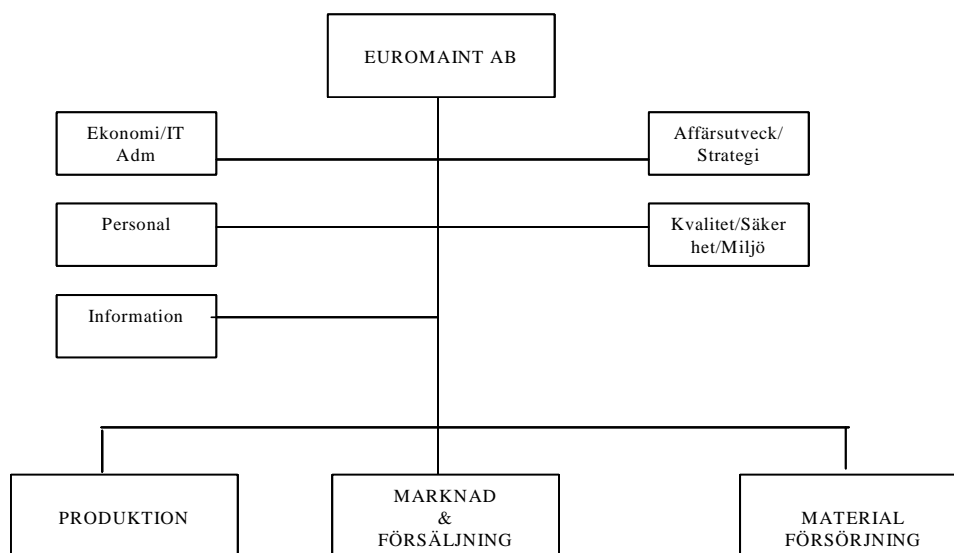 EUROMAINT AB
Ekonomi/IT
Adm
Affärsutveck/
Strategi
Personal
Kvalitet/Säker
het/Miljö
Information
PRODUKTION
MARKNAD
&
FÖRSÄLJNING
MATERIAL
FÖRSÖRJNING